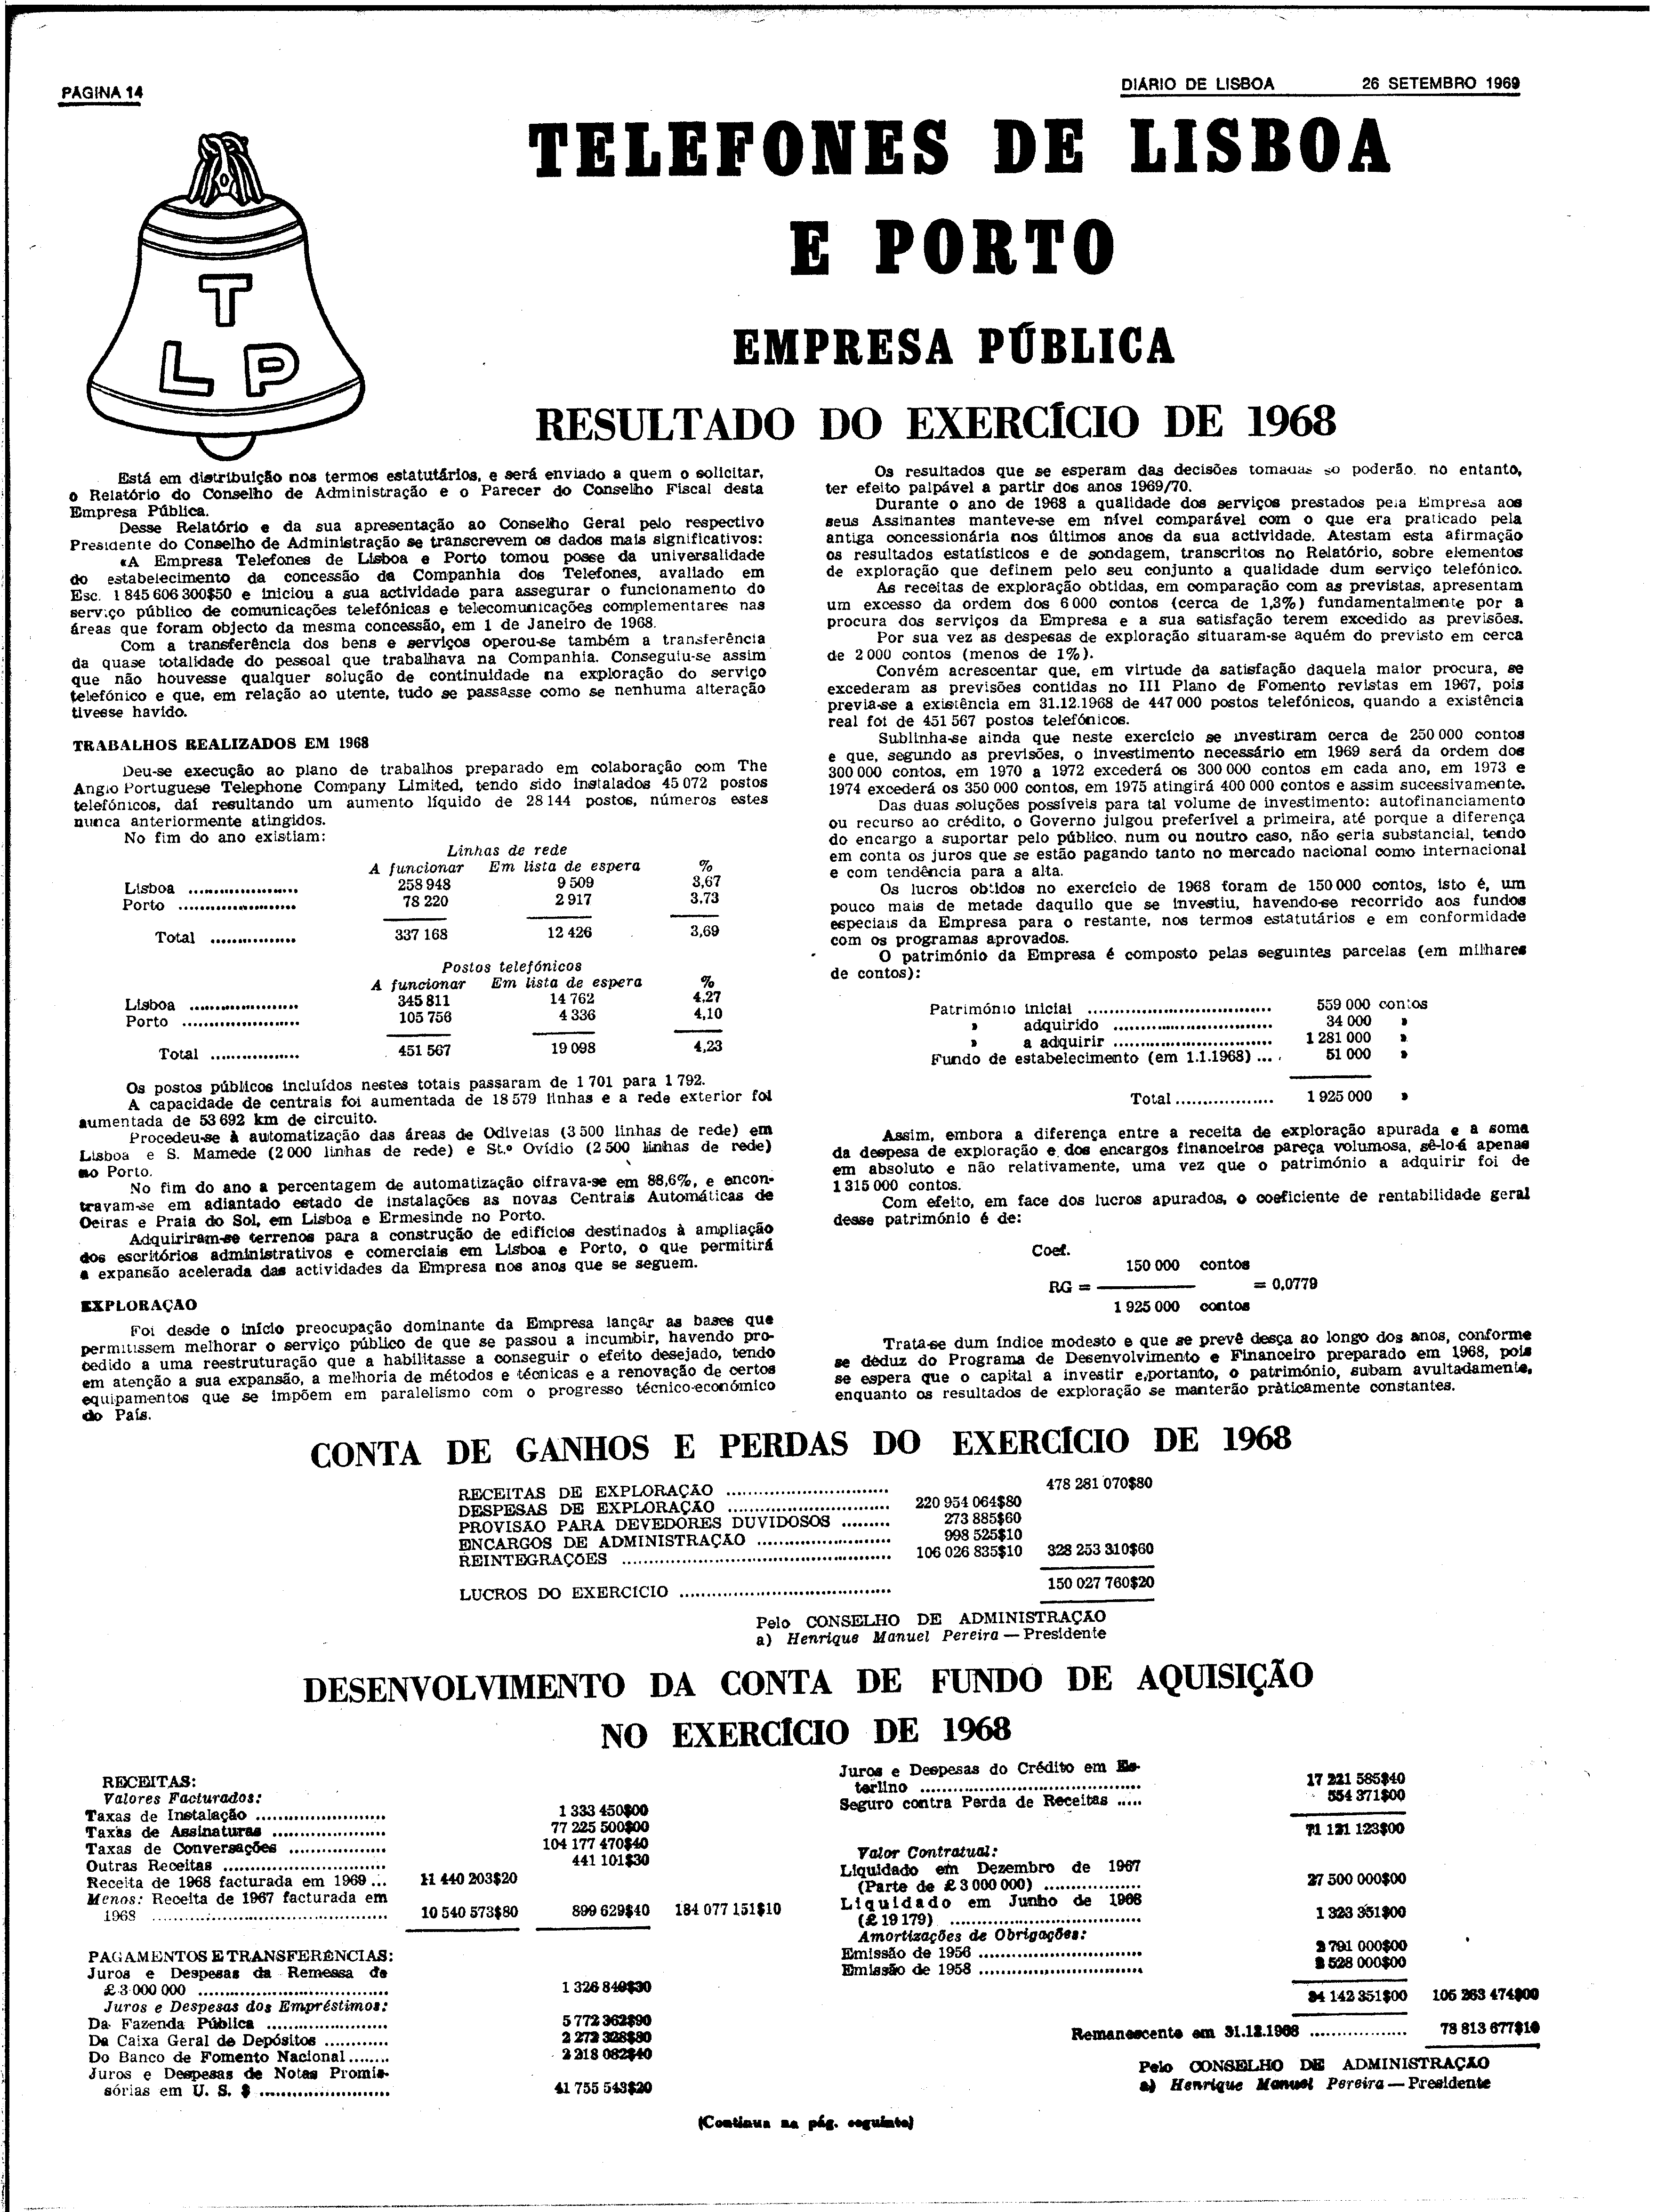 PÁGINA 14
DIÁRIO DE LISBOA 26 SETEMBRO 1969
TELEFONES DE LISBOA
E PORTO
EMPRESA PÚBLICA
RESULTADO DO EXERCÍCIO DE 1968
T
L P
Está em distribuição nos termos estatutários, e será enviado a quem o solicitar,
o Relatório do Conselho de Administração e o Parecer do Conselho Fiscal desta
Empresa Pública.
Desse Relatório e da sua apresentação ao Conselho Geral pelo respectivo
Presidente do Conselho de Administração se transcrevem os dados mais significativos:
«A Empresa Telefones de Lisboa e Porto tomou posse da universalidade
do estabelecimento da concessão da Companhia dos Telefones, avaliado em
Esc. 1 845 606 300$50 e iniciou a sua actividade para assegurar o funcionamento do
serviço público de comunicações telefónicas e telecomunicações complementares nas
áreas que foram objecto da mesma concessão, em 1 de Janeiro de 1968.
Com a transferência dos bens e serviços operou-se também a transferência
da quase totalidade do pessoal que trabalhava na Companhia. Conseguiu-se assim
que não houvesse qualquer solução de continuidade na exploração do serviço
telefónico e que, em relação ao utente, tudo se passasse como se nenhuma alteração
tivesse havido.
TRABALHOS REALIZADOS EM 1968
Deu-se execução ao plano de trabalhos preparado em colaboração com The
Anglo Portuguese Telephone Company Limited, tendo sido instalados 45 072 postos
telefónicos, daí resultando um aumento líquido de 28 144 postos, números estes
nunca anteriormente atingidos.
No fim do ano existiam:
Linhas de rede
A funcionar Em lista de espera %
Lisboa .................... 258 948 9 509 3,67
Porto ..................... 78 220 2 917 3.73
Total ................ 337 168 12 426 3,69
Postos telefónicos
A funcionar Em lista de espera %
Lisboa .................... 345 811 14 762 4,27
Porto ...................... 105 756 4 336 4,10
Total ................. 451 567 19 098 4,23
Os postos públicos incluídos nestes totais passaram de 1 701 para 1 792.
A capacidade de centrais foi aumentada de 18 579 linhas e a rede exterior foi
aumentada de 53 692 km de circuito.
Procedeu-se à automatização das áreas de Odivelas (3 500 linhas de rede) em
Lisboa e S. Mamede (2 000 linhas de rede) e St.º Ovídio (2 500 linhas de rede)
no Porto.
No fim do ano a percentagem de automatização cifrava-se em 88,6%, e encon-
travam-se em adiantado estado de instalações as novas Centrais Automáticas de
Oeiras e Praia do Sol, em Lisboa e Ermesinde no Porto.
Adquiriram-se terrenos para a construção de edifícios destinados à ampliação
dos escritórios administrativos e comerciais em Lisboa e Porto, o que permitirá
a expansão acelerada das actividades da Empresa nos anos que se seguem.
EXPLORAÇAO
Foi desde o início preocupação dominante da Empresa lançar as bases que
permitissem melhorar o serviço público de que se passou a incumbir, havendo pro-
cedido a uma reestruturação que a habilitasse a conseguir o efeito desejado, tendo
em atenção a sua expansão, a melhoria de métodos e técnicas e a renovação de certos
equipamentos que se impõem em paralelismo com o progresso técnico-económico
do País.
Os resultados que se esperam das decisões tomadas so poderão. no entanto,
ter efeito palpável a partir dos anos 1969/70.
Durante o ano de 1968 a qualidade dos serviços prestados pela Empresa aos
seus Assinantes manteve-se em nível comparável com o que era praticado pela
antiga concessionária nos últimos anos da sua actividade. Atestam esta afirmação
os resultados estatísticos e de sondagem, transcritos no Relatório, sobre elementos
de exploração que definem pelo seu conjunto a qualidade dum serviço telefónico.
As receitas de exploração obtidas, em comparação com as previstas, apresentam
um excesso da ordem dos 6 000 contos (cerca de 1,3%) fundamentalmente por a
procura dos serviços da Empresa e a sua satisfação terem excedido as previsões.
Por sua vez as despesas de exploração situaram-se aquém do previsto em cerca
de 2 000 contos (menos de 1%).
Convém acrescentar que, em virtude da satisfação daquela maior procura, se
excederam as previsões contidas no III Plano de Fomento revistas em 1967, pois
previa-se a existência em 31.12.1968 de 447 000 postos telefónicos, quando a existência
real foi de 451 567 postos telefónicos.
Sublinha-se ainda que neste exercício se investiram cerca de 250 000 contos
e que, segundo as previsões, o investimento necessário em 1969 será da ordem dos
300 000 contos, em 1970 a 1972 excederá os 300 000 contos em cada ano, em 1973 e
1974 excederá os 350 000 contos, em 1975 atingirá 400 000 contos e assim sucessivamente.
Das duas soluções possíveis para tal volume de investimento: autofinanciamento
ou recurso ao crédito, o Governo julgou preferível a primeira, até porque a diferença
do encargo a suportar pelo público, num ou noutro caso, não seria substancial, tendo
em conta os juros que se estão pagando tanto no mercado nacional como internacional
e com tendência para a alta.
Os lucros obtidos no exercício de 1968 foram de 150 000 contos, isto é, um
pouco mais de metade daquilo que se investiu, havendo-se recorrido aos fundos
especiais da Empresa para o restante, nos termos estatutários e em conformidade
com os programas aprovados.
O património da Empresa é composto pelas seguintes parcelas (em milhares
de contos):
Património inicial ................................ 559 000 contos
» adquirido ............................ 34 000 »
» a adquirir ............................ 1 281 000 »
Fundo de estabelecimento (em 1.1.1968) .... 51 000 »
Total .................. 1 925 000 »
Assim, embora a diferença entre a receita de exploração apurada e a soma
da despesa de exploração e dos encargos financeiros pareça volumosa, sê-lo-á apenas
em absoluto e não relativamente, uma vez que o património a adquirir foi de
1 315 000 contos.
Com efeito, em face dos lucros apurados, o coeficiente de rentabilidade geral
desse património é de:
Coef.
150 000 contos
RG = = 0,0779
1 925 000 contos
Trata-se dum índice modesto e que se prevê desça ao longo dos anos, conforme
se deduz do Programa de Desenvolvimento e Financeiro preparado em 1968, pois
se espera que o capital a investir e,portanto, o património, subam avultadamente,
enquanto os resultados de exploração se manterão pràticamente constantes.
CONTA DE GANHOS E PERDAS DO EXERCÍCIO DE 1968
RECEITAS DE EXPLORAÇÃO ............................. 478 281 070$80
DESPESAS DE EXPLORAÇÃO ............................. 220 954 064$80
PROVISÃO PARA DEVEDORES DUVIDOSOS ......... 273 885$60
ENCARGOS DE ADMINISTRAÇÃO ........................ 998 525$10
REINTEGRAÇÕES ................................................ 106 026 835$10 328 253 310$60
LUCROS DO EXERCICIO ...................................... 150 027 760$20
Pelo CONSELHO DE ADMINISTRAÇÃO
a) Henrique Manuel Pereira — Presidente
DESENVOLVIMENTO DA CONTA DE FUNDO DE AQUISIÇÃO
NO EXERCÍCIO DE 1968
RECEITAS:
Valores Facturados:
Taxas de Instalação ....................... 1 333 450$00
Taxas de Assinaturas .................... 77 225 500$00
Taxas de Conversações ................. 104 177 470$40
Outras Receitas ............................. 441 101$30
Receita de 1968 facturada em 1969 ... 11 440 203$20
Menos: Receita de 1967 facturada em
1968 .......................................... 10 540 573$80 899 629$40 184 077 151$10
PAGAMENTOS E TRANSFERÊNCIAS:
Juros e Despesas da Remessa de
£ 3 000 000 .................................. 1 326 840$30
Juros e Despesas dos Empréstimos:
Da Fazenda Pública ...................... 5 772 362$90
Da Caixa Geral de Depósitos ............ 2 272 328$80
Do Banco de Fomento Nacional ........ 2 218 082$40
Juros e Despesas de Notas Promis-
sórias em U. S. $ ....................... 41 755 543$20
Juros e Despesas do Crédito em Es-
terlino ....................................... 17 221 585$40
Seguro contra Perda de Receitas ..... 554 371$00
71 121 123$00
Valor Contratual:
Liquidado em Dezembro de 1967
(Parte de £ 3 000 000) ................. 27 500 000$00
Liquidado em Junho de 1968
(£ 19 179) .................................. 1 323 351$00
Amortizações de Obrigações:
Emissão de 1956 ............................. 2 791 000$00
Emissão de 1958 ............................. 2 528 000$00
34 142 351$00 105 263 474$00
Remanescente em 31.12.1968 ................. 78 813 677$10
Pelo CONSELHO DE ADMINISTRAÇÃO
a) Henrique Manuel Pereira — Presidente
(Continua na pág. seguinte)